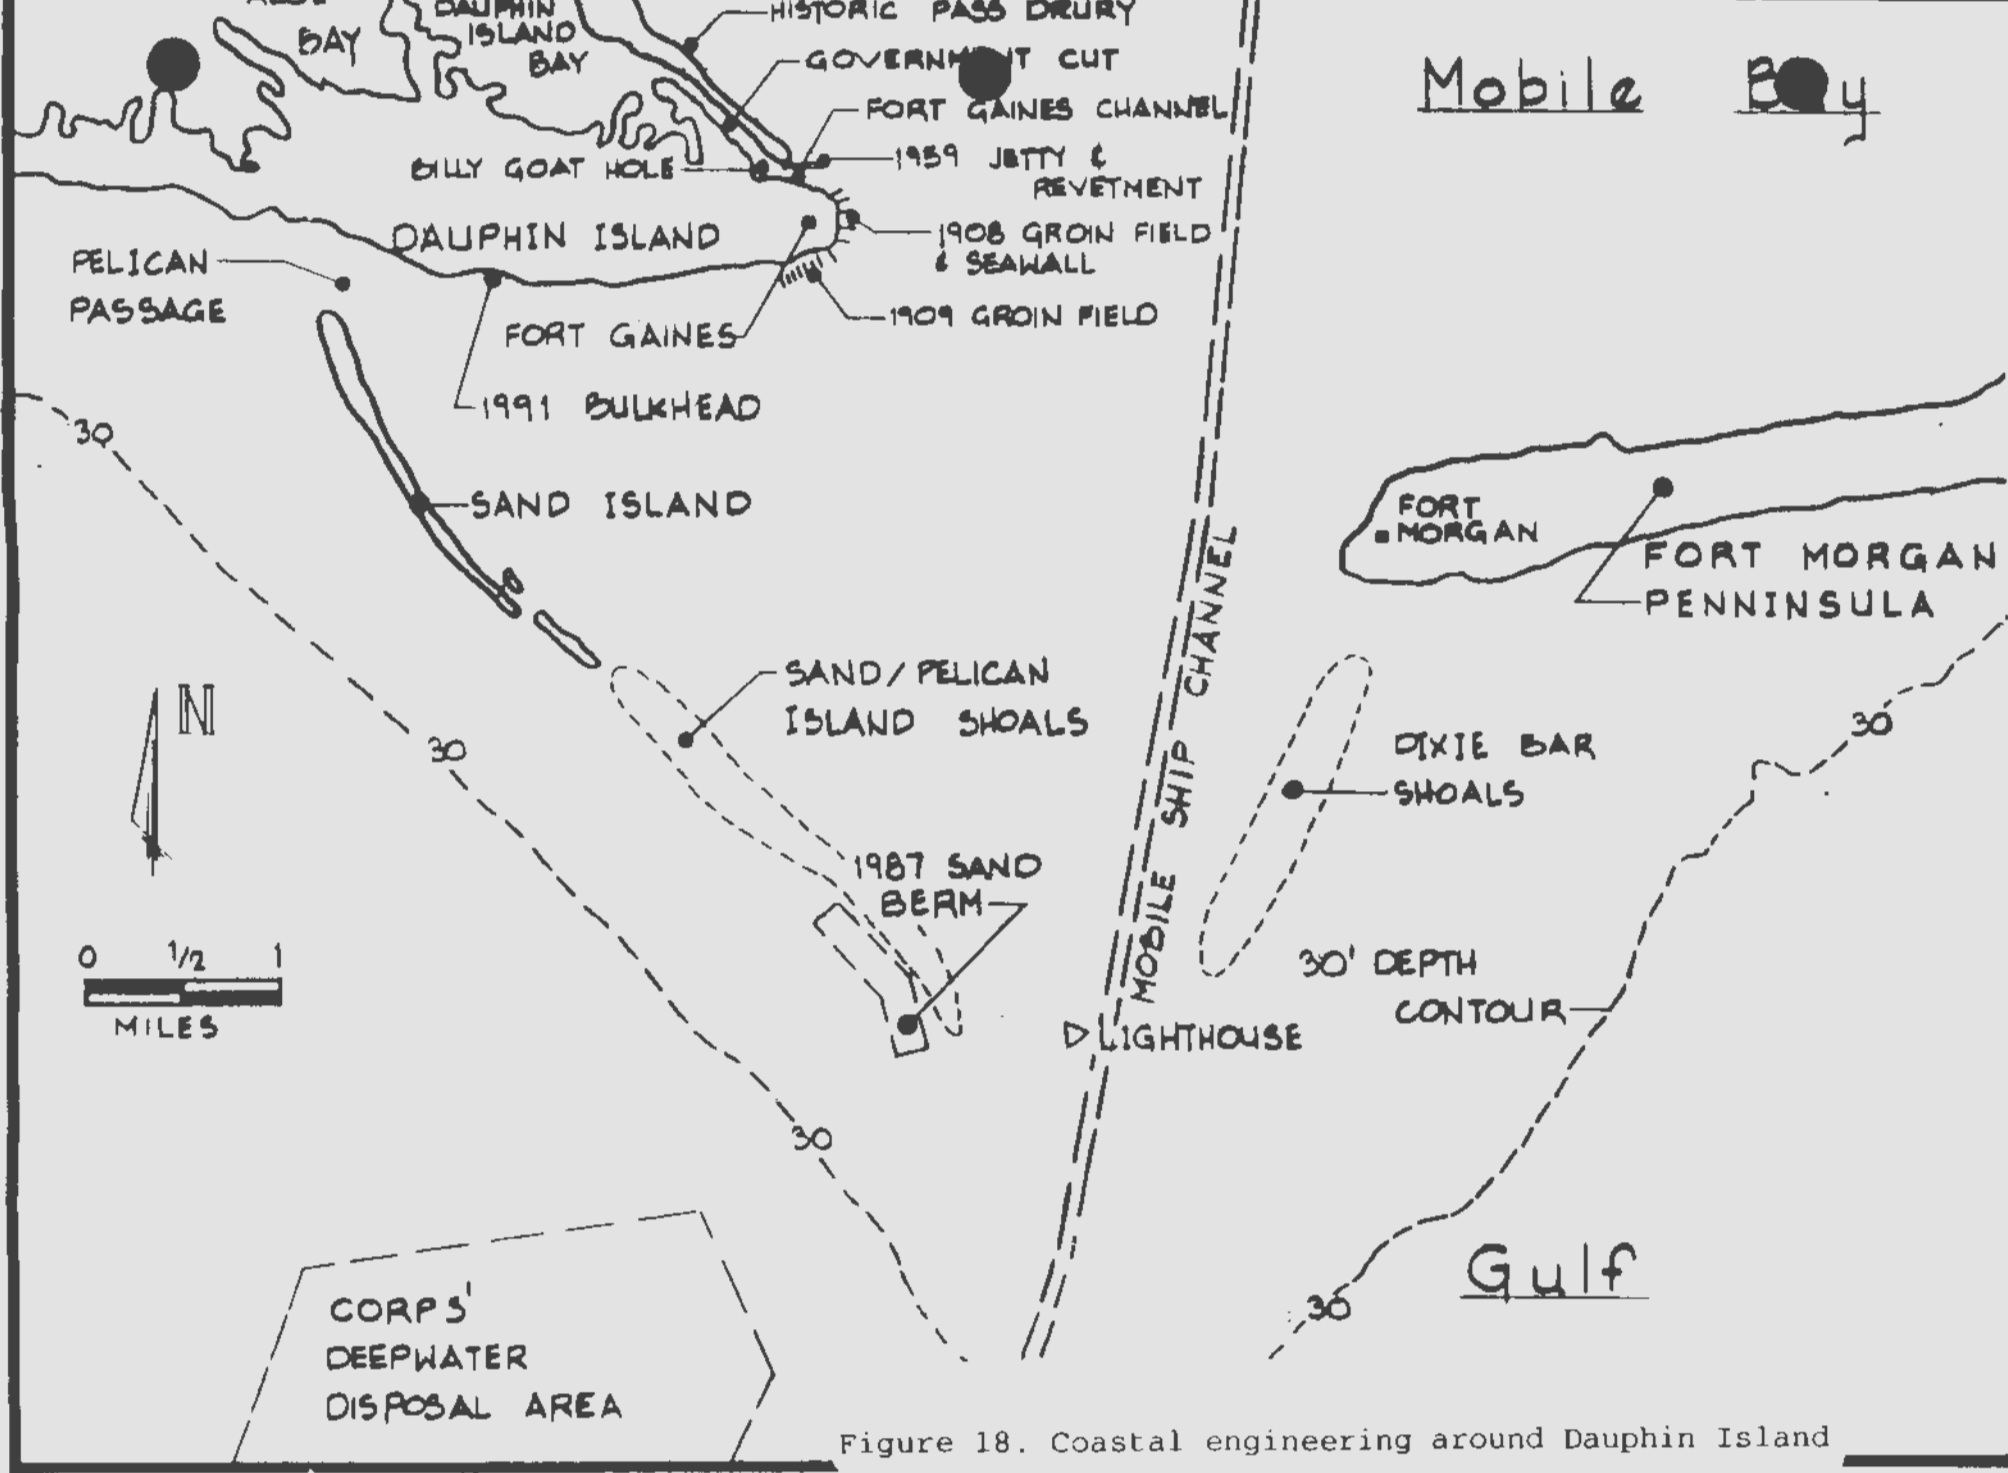 DAUPHIN
ISLAND
BAY
BAY
HISTORIC PASS DRURY
GOVERNMENT CUT
Mobile Bay
FORT GAINES CHANNEL
BILLY GOAT HOLE
1959 JETTY &
REVETMENT
DAUPHIN ISLAND
1908 GROIN FIELD
& SEAWALL
PELICAN
PASSAGE
1909 GROIN FIELD
FORT GAINES
1991 BULKHEAD
30
SAND ISLAND
FORT
MORGAN
FORT MORGAN
PENNINSULA
MOBILE SHIP CHANNEL
SAND/PELICAN
ISLAND SHOALS
N
30
30
DIXIE BAR
SHOALS
1987 SAND
BERM
0 1/2 1
MILES
30' DEPTH
CONTOUR
LIGHTHOUSE
30
Gulf
30
CORPS'
DEEPWATER
DISPOSAL AREA
Figure 18. Coastal engineering around Dauphin Island